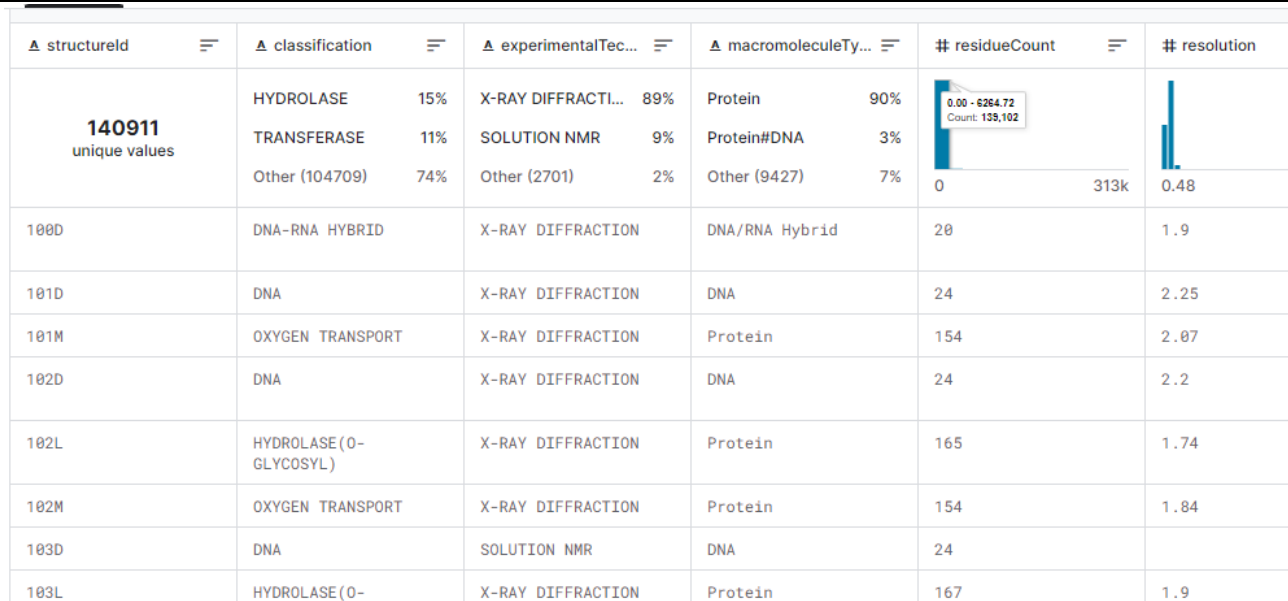 structureId classification experimentalTec... macromoleculeTy... # residueCount # resolution
140911
unique values
HYDROLASE 15%
TRANSFERASE 11%
Other (104709) 74%
X-RAY DIFFRACTI... 89%
SOLUTION NMR 9%
Other (2701) 2%
Protein 90%
Protein#DNA 3%
Other (9427) 7%
0.00 - 6264.72
Count: 139,102
0 313k
0.48
100D DNA-RNA HYBRID X-RAY DIFFRACTION DNA/RNA Hybrid 20 1.9
101D DNA X-RAY DIFFRACTION DNA 24 2.25
101M OXYGEN TRANSPORT X-RAY DIFFRACTION Protein 154 2.07
102D DNA X-RAY DIFFRACTION DNA 24 2.2
102L HYDROLASE(O- X-RAY DIFFRACTION Protein 165 1.74
GLYCOSYL)
102M OXYGEN TRANSPORT X-RAY DIFFRACTION Protein 154 1.84
103D DNA SOLUTION NMR DNA 24
103L HYDROLASE(O- X-RAY DIFFRACTION Protein 167 1.9